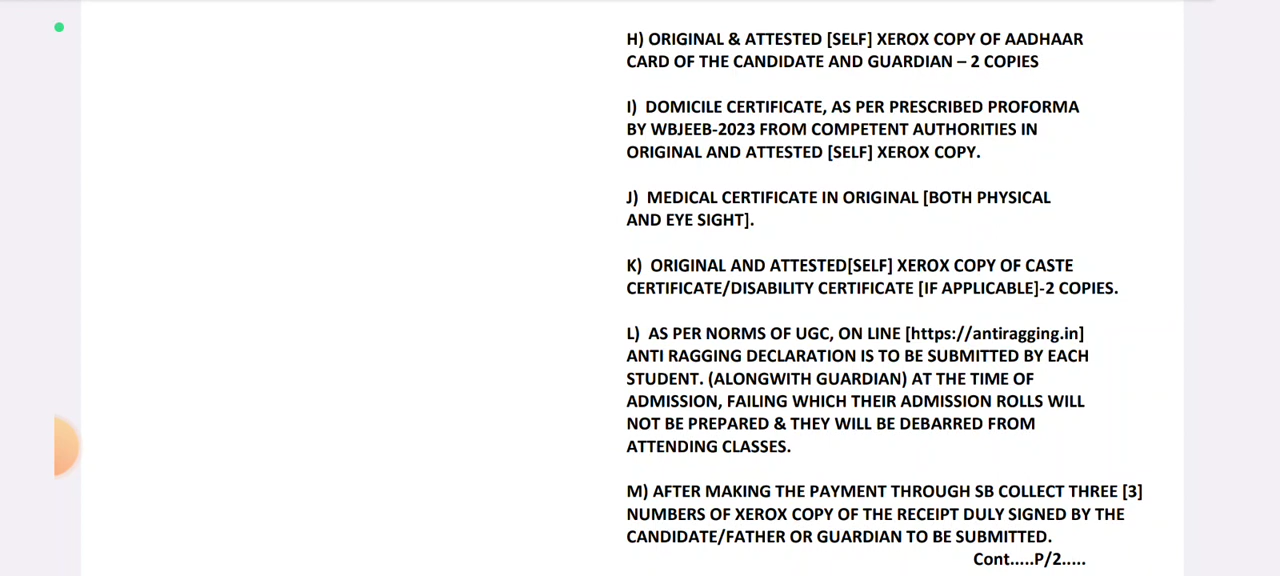 H) ORIGINAL & ATTESTED [SELF] XEROX COPY OF AADHAAR
CARD OF THE CANDIDATE AND GUARDIAN – 2 COPIES
I) DOMICILE CERTIFICATE, AS PER PRESCRIBED PROFORMA
BY WBJEEB-2023 FROM COMPETENT AUTHORITIES IN
ORIGINAL AND ATTESTED [SELF] XEROX COPY.
J) MEDICAL CERTIFICATE IN ORIGINAL [BOTH PHYSICAL
AND EYE SIGHT].
K) ORIGINAL AND ATTESTED[SELF] XEROX COPY OF CASTE
CERTIFICATE/DISABILITY CERTIFICATE [IF APPLICABLE]-2 COPIES.
L) AS PER NORMS OF UGC, ON LINE [https://antiragging.in]
ANTI RAGGING DECLARATION IS TO BE SUBMITTED BY EACH
STUDENT. (ALONGWITH GUARDIAN) AT THE TIME OF
ADMISSION, FAILING WHICH THEIR ADMISSION ROLLS WILL
NOT BE PREPARED & THEY WILL BE DEBARRED FROM
ATTENDING CLASSES.
M) AFTER MAKING THE PAYMENT THROUGH SB COLLECT THREE [3]
NUMBERS OF XEROX COPY OF THE RECEIPT DULY SIGNED BY THE
CANDIDATE/FATHER OR GUARDIAN TO BE SUBMITTED.
Cont.....P/2.....